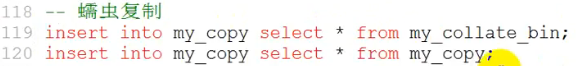 118 -- 蠕虫复制
119 insert into my_copy select * from my_collate_bin;
120 insert into my_copy select * from my_copy;